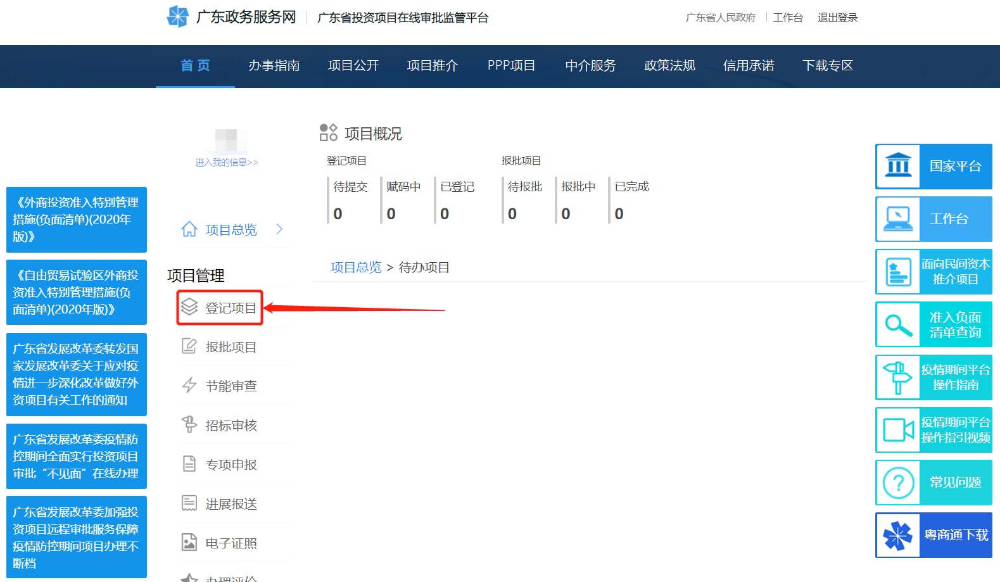 广东政务服务网
广东省投资项目在线审批监管平台
广东省人民政府
工作台
退出登录
首 页
办事指南
项目公开
项目推介
PPP项目
中介服务
政策法规
信用承诺
下载专区
进入我的信息>>
项目总览
项目管理
登记项目
报批项目
节能审查
招标审核
专项申报
进展报送
电子证照
办理评价
《外商投资准入特别管理
措施(负面清单)(2020年
版)》
《自由贸易试验区外商投
资准入特别管理措施(负
面清单)(2020年版)》
广东省发展改革委转发国
家发展改革委关于应对疫
情进一步深化改革做好外
资项目有关工作的通知
广东省发展改革委疫情防
控期间全面实行投资项目
审批“不见面”在线办理
广东省发展改革委加强投
资项目远程审批服务保障
疫情防控期间项目办理不
断档
项目概况
登记项目
待提交
赋码中
已登记
0
0
0
报批项目
待报批
报批中
已完成
0
0
0
项目总览 > 待办项目
国家平台
工作台
面向民间资本
推介项目
准入负面
清单查询
疫情期间平台
操作指南
疫情期间平台
操作指引视频
常见问题
粤商通下载